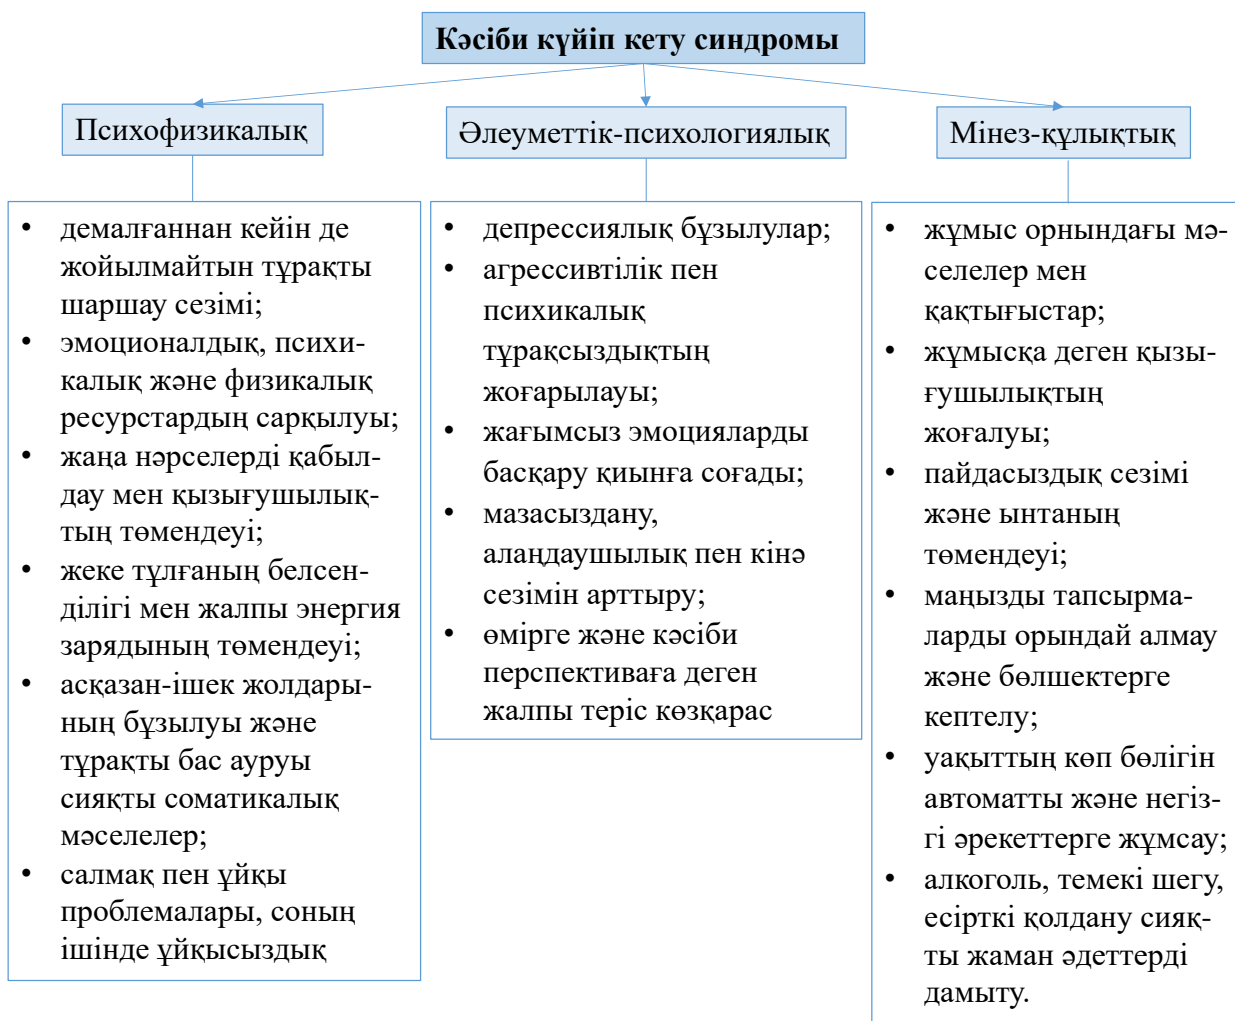 Кәсіби күйіп кету синдромы
Психофизикалық
Әлеуметтік-психологиялық
Мінез-құлықтық
• демалғаннан кейін де
жойылмайтын тұрақты
шаршау сезімі;
• эмоционалдық, психи-
калық және физикалық
ресурстардың сарқылуы;
• жаңа нәрселерді қабыл-
дау мен қызығушылық-
тың төмендеуі;
• жеке тұлғаның белсен-
ділігі мен жалпы энергия
зарядының төмендеуі;
• асқазан-ішек жолдары-
ның бұзылуы және
тұрақты бас ауруы
сияқты соматикалық
мәселелер;
• салмақ пен ұйқы
проблемалары, соның
ішінде ұйқысыздық
• депрессиялық бұзылулар;
• агрессивтілік пен
психикалық
тұрақсыздықтың
жоғарылауы;
• жағымсыз эмоцияларды
басқару қиынға соғады;
• мазасыздану,
алаңдаушылық пен кінә
сезімін арттыру;
• өмірге және кәсіби
перспективаға деген
жалпы теріс көзқарас
• жұмыс орнындағы мә-
селелер мен
қақтығыстар;
• жұмысқа деген қызы-
ғушылықтың
жоғалуы;
• пайдасыздық сезімі
және ынтаның
төмендеуі;
• маңызды тапсырма-
ларды орындай алмау
және бөлшектерге
кептелу;
• уақыттың көп бөлігін
автоматты және негіз-
гі әрекеттерге жұмсау;
• алкоголь, темекі шегу,
есірткі қолдану сияқ-
ты жаман әдеттерді
дамыту.